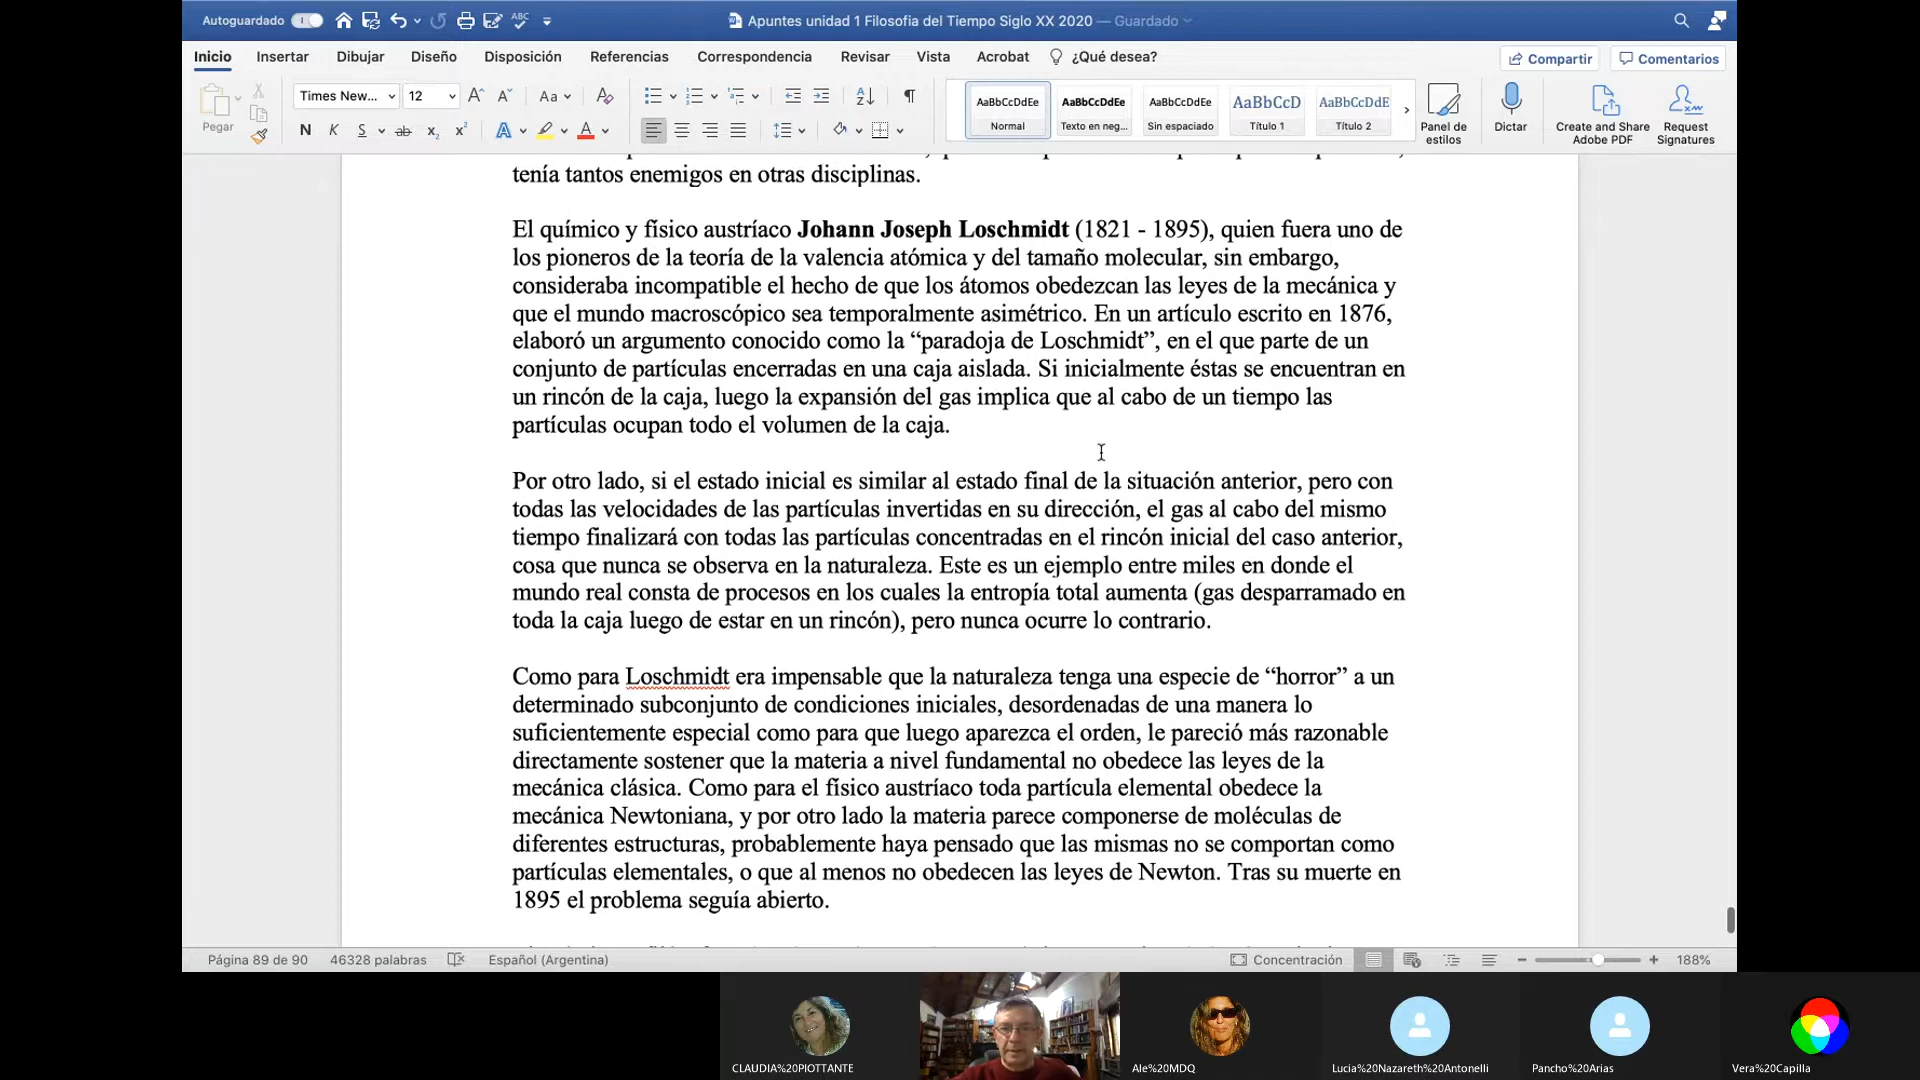 Autoguardado
Apuntes unidad 1 Filosofia del Tiempo Siglo XX 2020 — Guardado
Inicio Insertar Dibujar Diseño Disposición Referencias Correspondencia Revisar Vista Acrobat ¿Qué desea? Compartir Comentarios
Pegar
Times New... 12
N K S ab x₂ x²
AaBbCcDdEe Normal
AaBbCcDdEe Texto en neg...
AaBbCcDdEe Sin espaciado
AaBbCcD Título 1
AaBbCcDdE Título 2
Panel de estilos
Dictar
Create and Share Adobe PDF
Request Signatures
tenía tantos enemigos en otras disciplinas.
El químico y físico austríaco Johann Joseph Loschmidt (1821 - 1895), quien fuera uno de
los pioneros de la teoría de la valencia atómica y del tamaño molecular, sin embargo,
consideraba incompatible el hecho de que los átomos obedezcan las leyes de la mecánica y
que el mundo macroscópico sea temporalmente asimétrico. En un artículo escrito en 1876,
elaboró un argumento conocido como la “paradoja de Loschmidt”, en el que parte de un
conjunto de partículas encerradas en una caja aislada. Si inicialmente éstas se encuentran en
un rincón de la caja, luego la expansión del gas implica que al cabo de un tiempo las
partículas ocupan todo el volumen de la caja.
Por otro lado, si el estado inicial es similar al estado final de la situación anterior, pero con
todas las velocidades de las partículas invertidas en su dirección, el gas al cabo del mismo
tiempo finalizará con todas las partículas concentradas en el rincón inicial del caso anterior,
cosa que nunca se observa en la naturaleza. Este es un ejemplo entre miles en donde el
mundo real consta de procesos en los cuales la entropía total aumenta (gas desparramado en
toda la caja luego de estar en un rincón), pero nunca ocurre lo contrario.
Como para Loschmidt era impensable que la naturaleza tenga una especie de “horror” a un
determinado subconjunto de condiciones iniciales, desordenadas de una manera lo
suficientemente especial como para que luego aparezca el orden, le pareció más razonable
directamente sostener que la materia a nivel fundamental no obedece las leyes de la
mecánica clásica. Como para el físico austríaco toda partícula elemental obedece la
mecánica Newtoniana, y por otro lado la materia parece componerse de moléculas de
diferentes estructuras, probablemente haya pensado que las mismas no se comportan como
partículas elementales, o que al menos no obedecen las leyes de Newton. Tras su muerte en
1895 el problema seguía abierto.
Página 89 de 90 46328 palabras Español (Argentina) Concentración 188%
CLAUDIA%20PIOTTANTE Ale%20MDQ Lucia%20Nazareth%20Antonelli Pancho%20Arias Vera%20Capilla